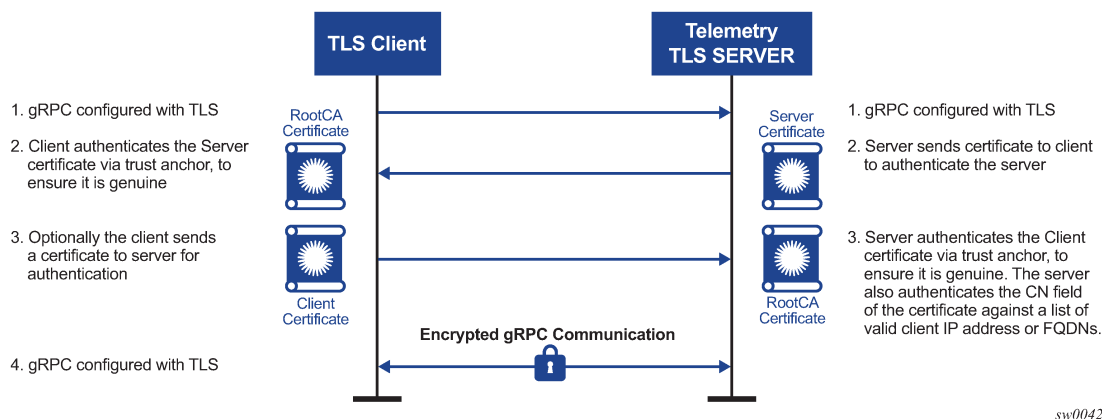 TLS Client
Telemetry
TLS SERVER
1. gRPC configured with TLS
RootCA
Certificate
Server
Certificate
1. gRPC configured with TLS
2. Client authenticates the Server
certificate via trust anchor, to
ensure it is genuine
2. Server sends certificate to client
to authenticate the server
3. Optionally the client sends
a certificate to server for
authentication
Client
Certificate
RootCA
Certificate
3. Server authenticates the Client
certificate via trust anchor, to
ensure it is genuine. The server
also authenticates the CN field
of the certificate against a list of
valid client IP address or FQDNs.
Encrypted gRPC Communication
4. gRPC configured with TLS
sw0042